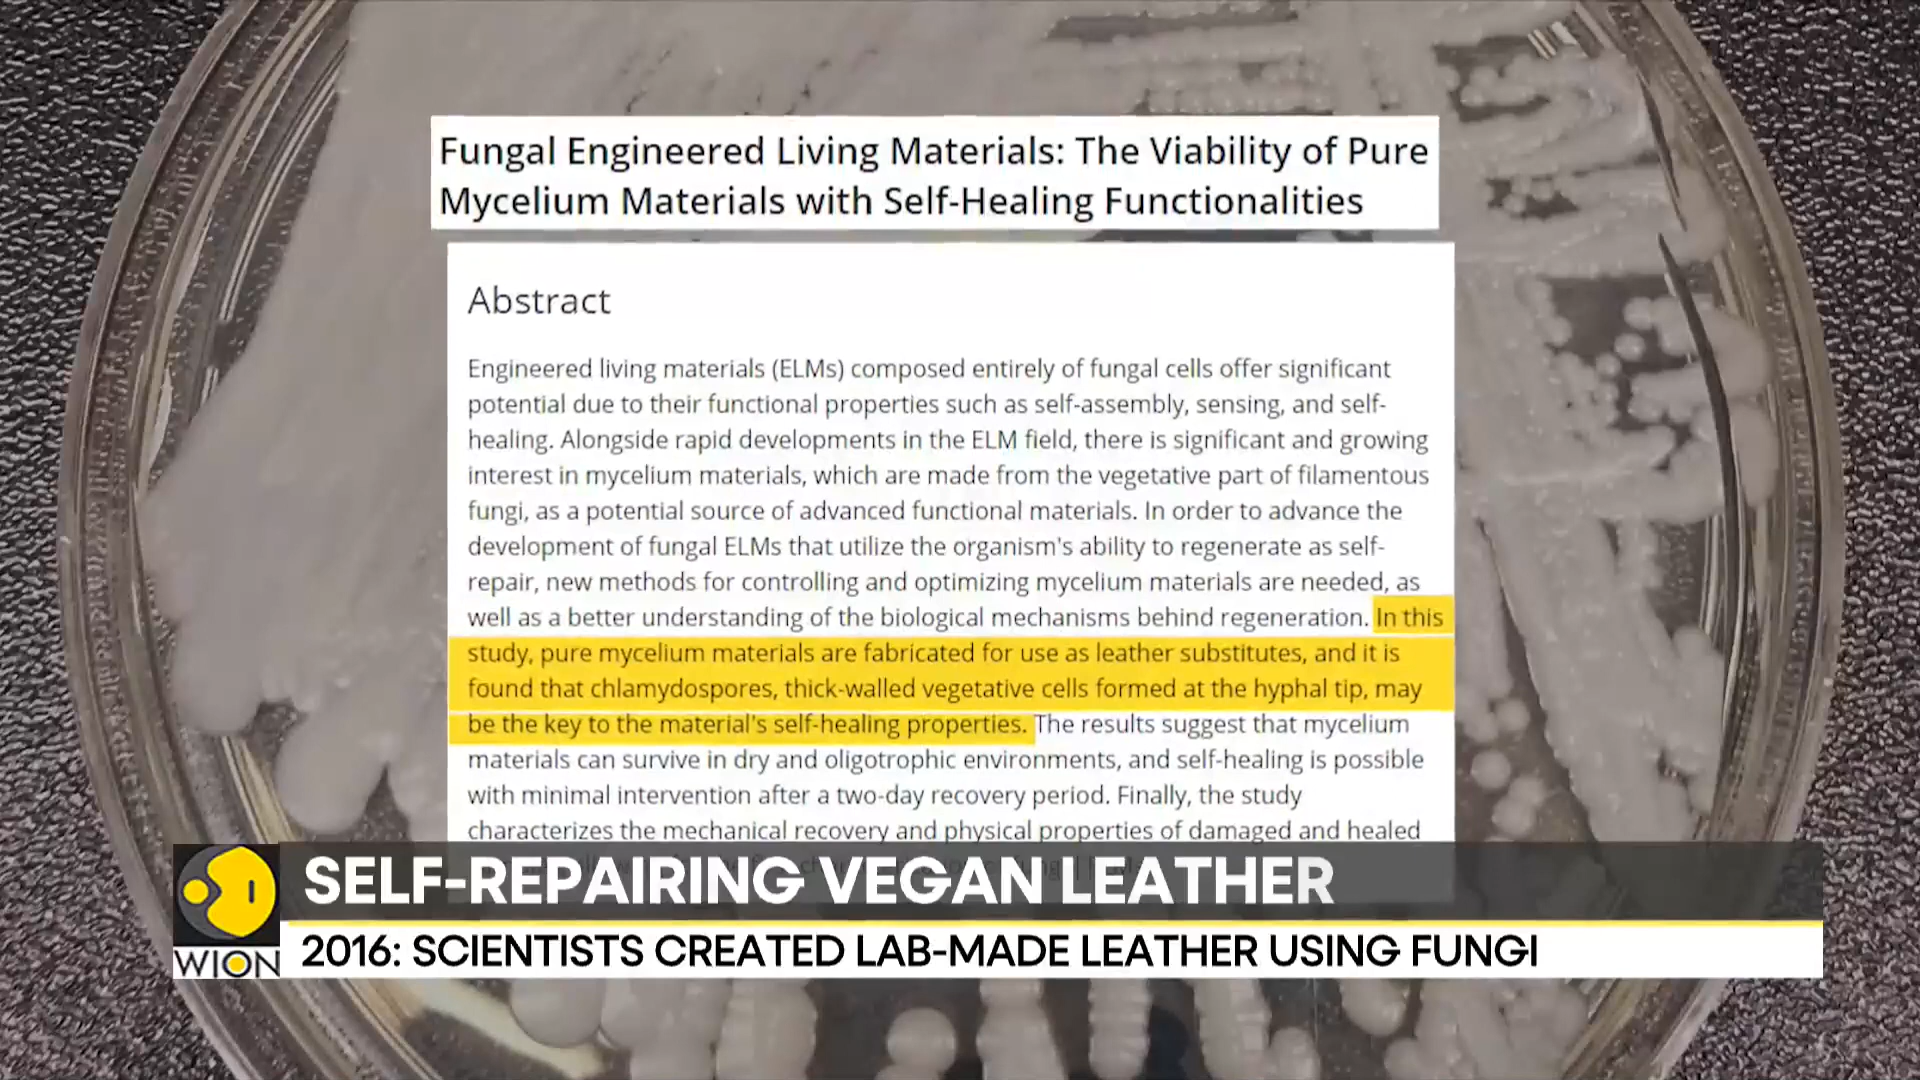 Fungal Engineered Living Materials: The Viability of Pure
Mycelium Materials with Self-Healing Functionalities
Abstract
Engineered living materials (ELMs) composed entirely of fungal cells offer significant
potential due to their functional properties such as self-assembly, sensing, and self-
healing. Alongside rapid developments in the ELM field, there is significant and growing
interest in mycelium materials, which are made from the vegetative part of filamentous
fungi, as a potential source of advanced functional materials. In order to advance the
development of fungal ELMs that utilize the organism's ability to regenerate as self-
repair, new methods for controlling and optimizing mycelium materials are needed, as
well as a better understanding of the biological mechanisms behind regeneration. In this
study, pure mycelium materials are fabricated for use as leather substitutes, and it is
found that chlamydospores, thick-walled vegetative cells formed at the hyphal tip, may
be the key to the material's self-healing properties. The results suggest that mycelium
materials can survive in dry and oligotrophic environments, and self-healing is possible
with minimal intervention after a two-day recovery period. Finally, the study
characterizes the mechanical recovery and physical properties of damaged and healed
SELF-REPAIRING VEGAN LEATHER
2016: SCIENTISTS CREATED LAB-MADE LEATHER USING FUNGI
WION